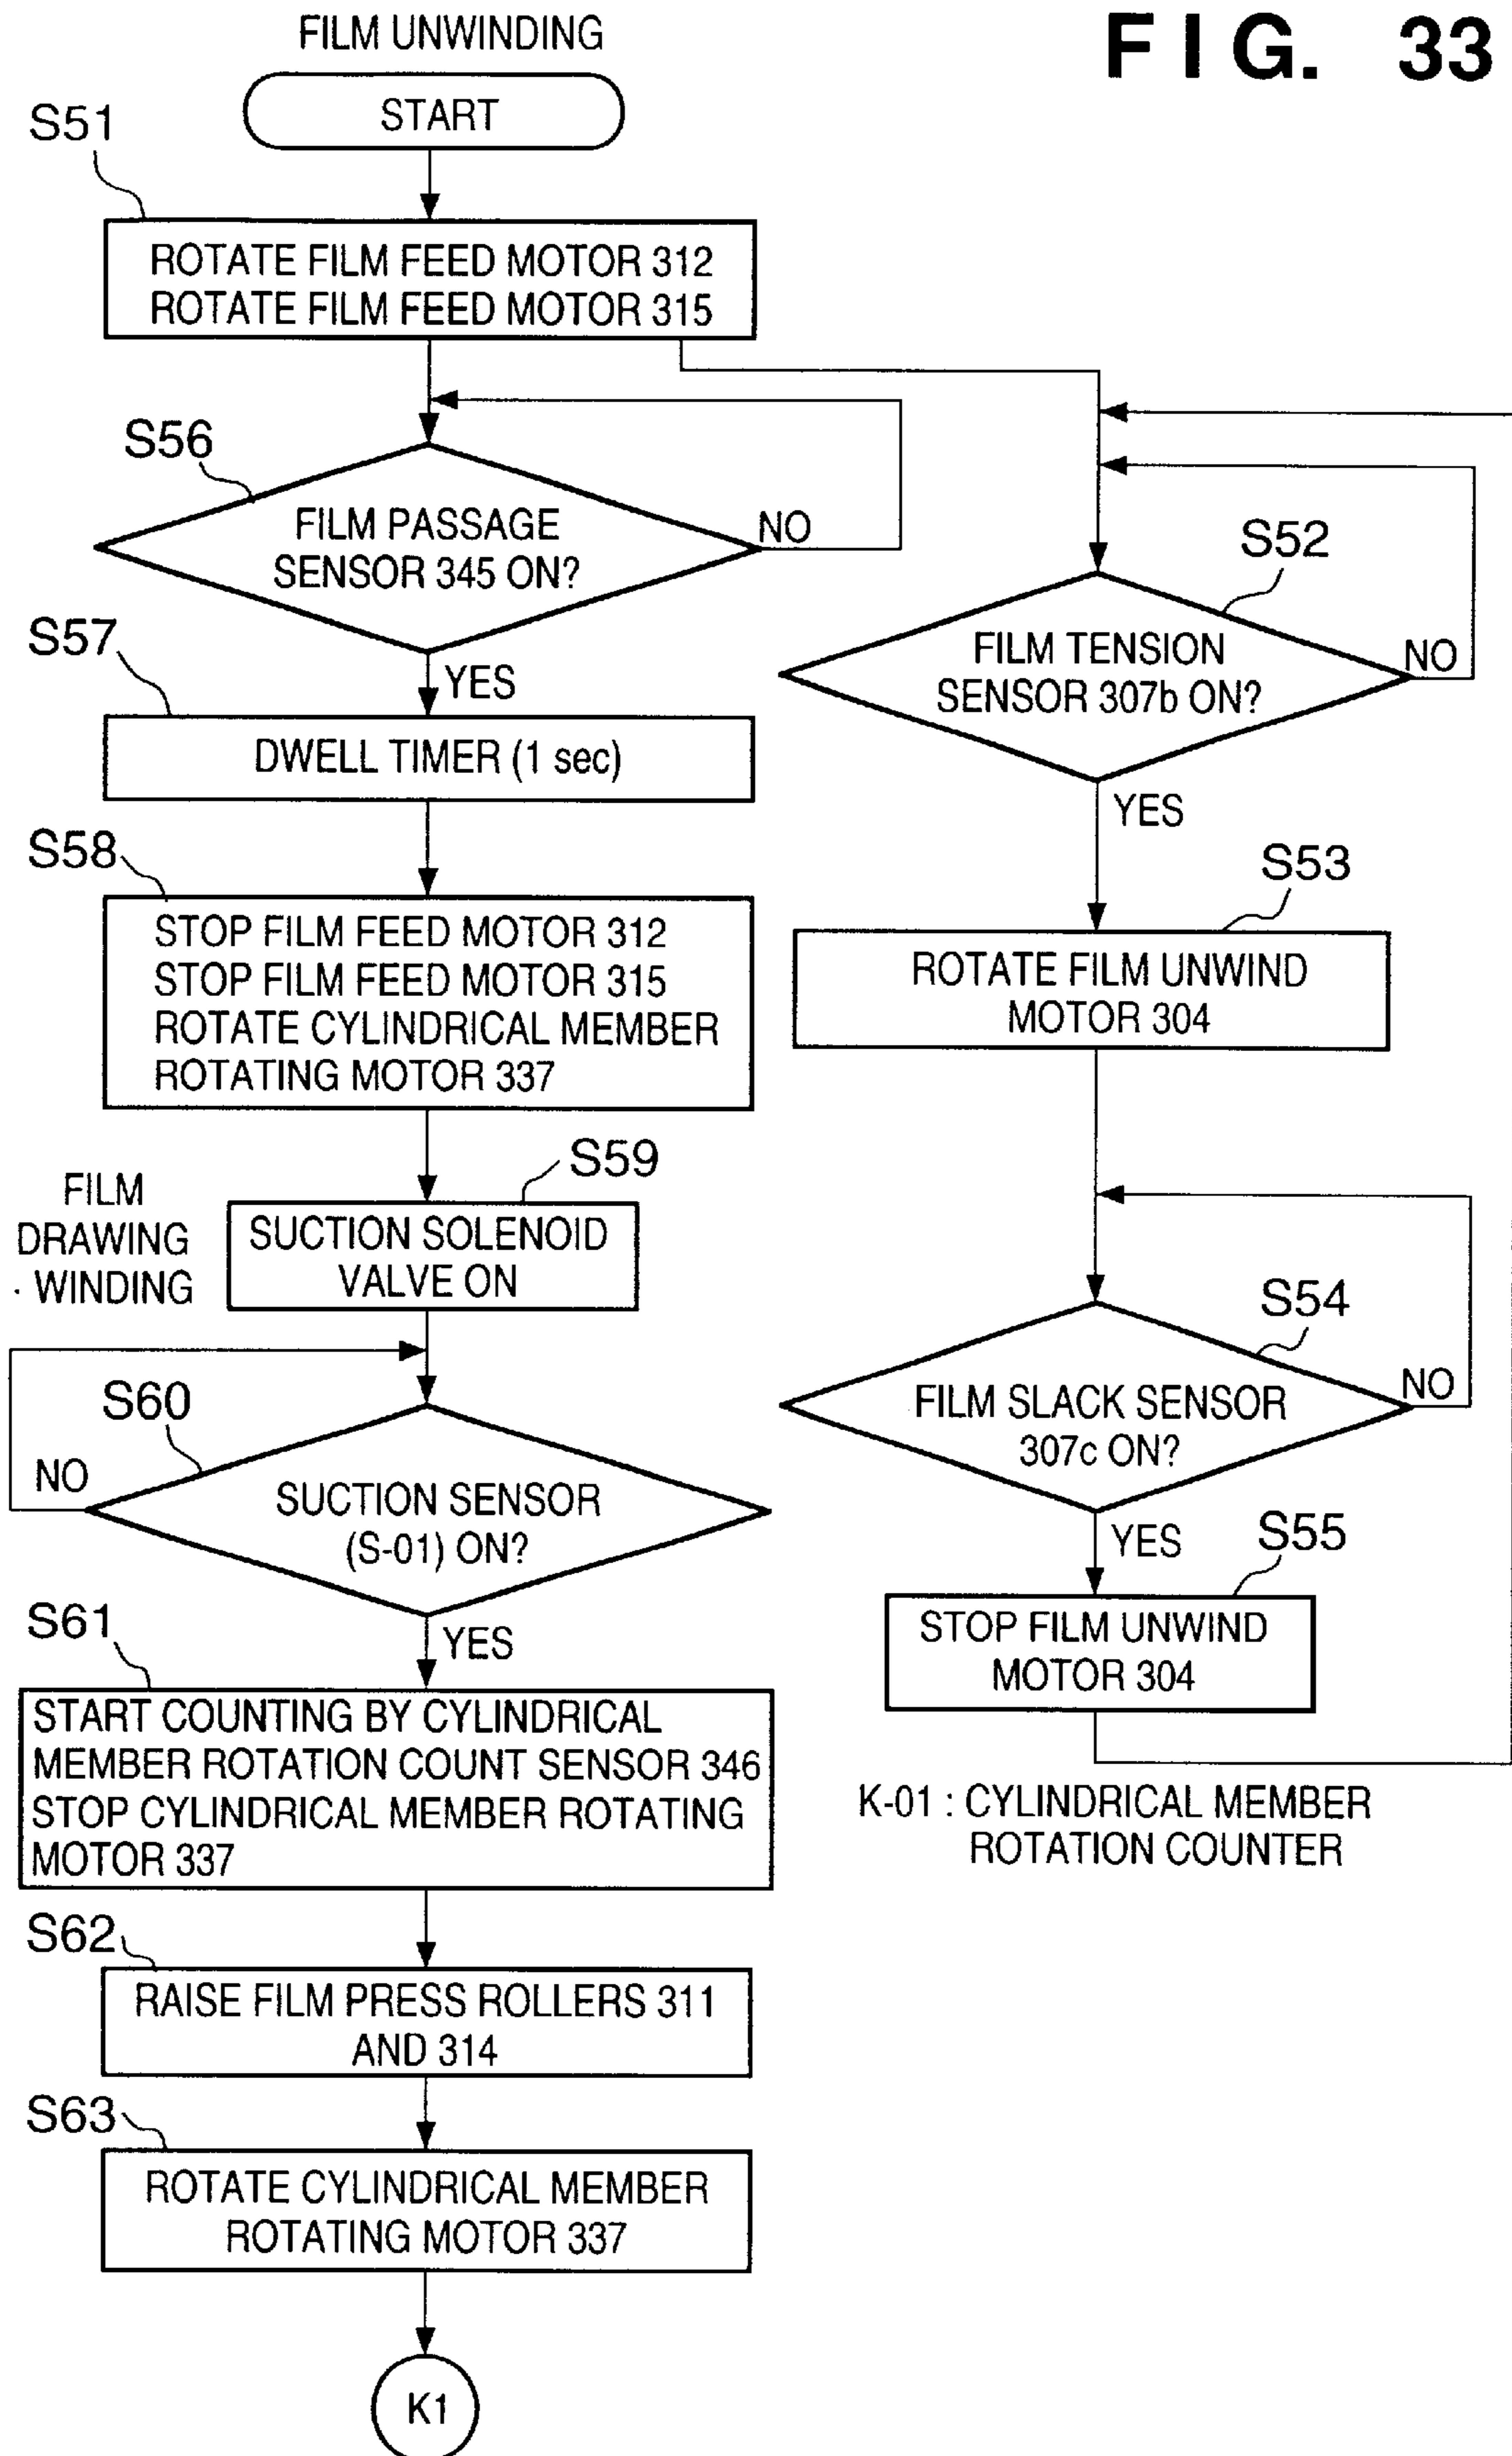 FIG. 33
FILM UNWINDING
START
S51
ROTATE FILM FEED MOTOR 312
ROTATE FILM FEED MOTOR 315
S56
FILM PASSAGE
SENSOR 345 ON?
NO
YES
S57
DWELL TIMER (1 sec)
S58
STOP FILM FEED MOTOR 312
STOP FILM FEED MOTOR 315
ROTATE CYLINDRICAL MEMBER
ROTATING MOTOR 337
FILM
DRAWING
· WINDING
S59
SUCTION SOLENOID
VALVE ON
S60
NO
SUCTION SENSOR
(S-01) ON?
YES
S61
START COUNTING BY CYLINDRICAL
MEMBER ROTATION COUNT SENSOR 346
STOP CYLINDRICAL MEMBER ROTATING
MOTOR 337
S62
RAISE FILM PRESS ROLLERS 311
AND 314
S63
ROTATE CYLINDRICAL MEMBER
ROTATING MOTOR 337
K1
S52
FILM TENSION
SENSOR 307b ON?
NO
YES
S53
ROTATE FILM UNWIND
MOTOR 304
S54
FILM SLACK SENSOR
307c ON?
NO
YES
S55
STOP FILM UNWIND
MOTOR 304
K-01 : CYLINDRICAL MEMBER
ROTATION COUNTER